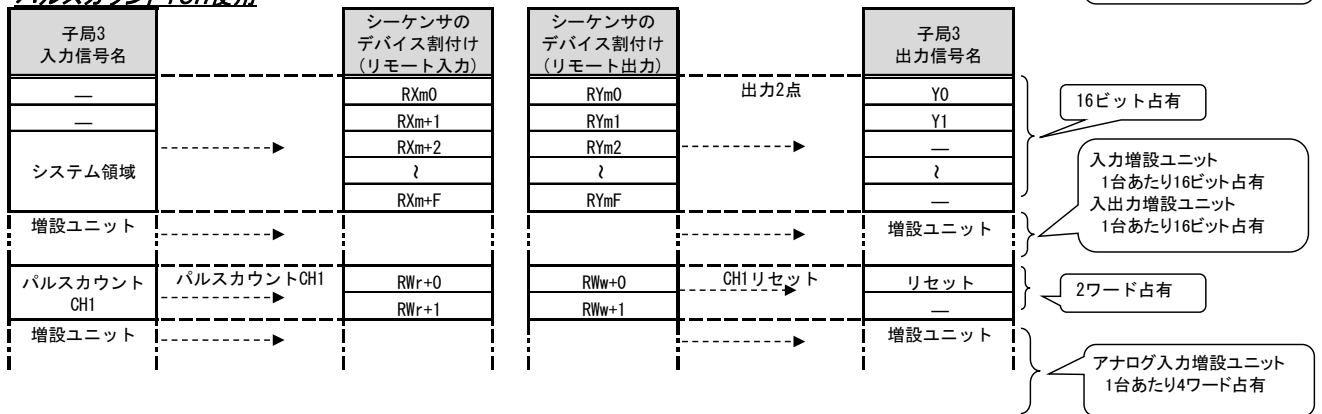 パルスカウント1CH使用
子局3
入力信号名
シーケンサの
デバイス割付け
(リモート入力)
シーケンサの
デバイス割付け
(リモート出力)
子局3
出力信号名
― RXm0 RYm0 出力2点 Y0
― RXm+1 RYm1 Y1
システム領域 RXm+2 RYm2 ―
~ ~ ~
RXm+F RYmF ―
16ビット占有
増設ユニット 増設ユニット
入力増設ユニット
1台あたり16ビット占有
入出力増設ユニット
1台あたり16ビット占有
パルスカウント
CH1
パルスカウントCH1 RWr+0 RWw+0 CH1リセット リセット
RWr+1 RWw+1 ―
2ワード占有
増設ユニット 増設ユニット
アナログ入力増設ユニット
1台あたり4ワード占有